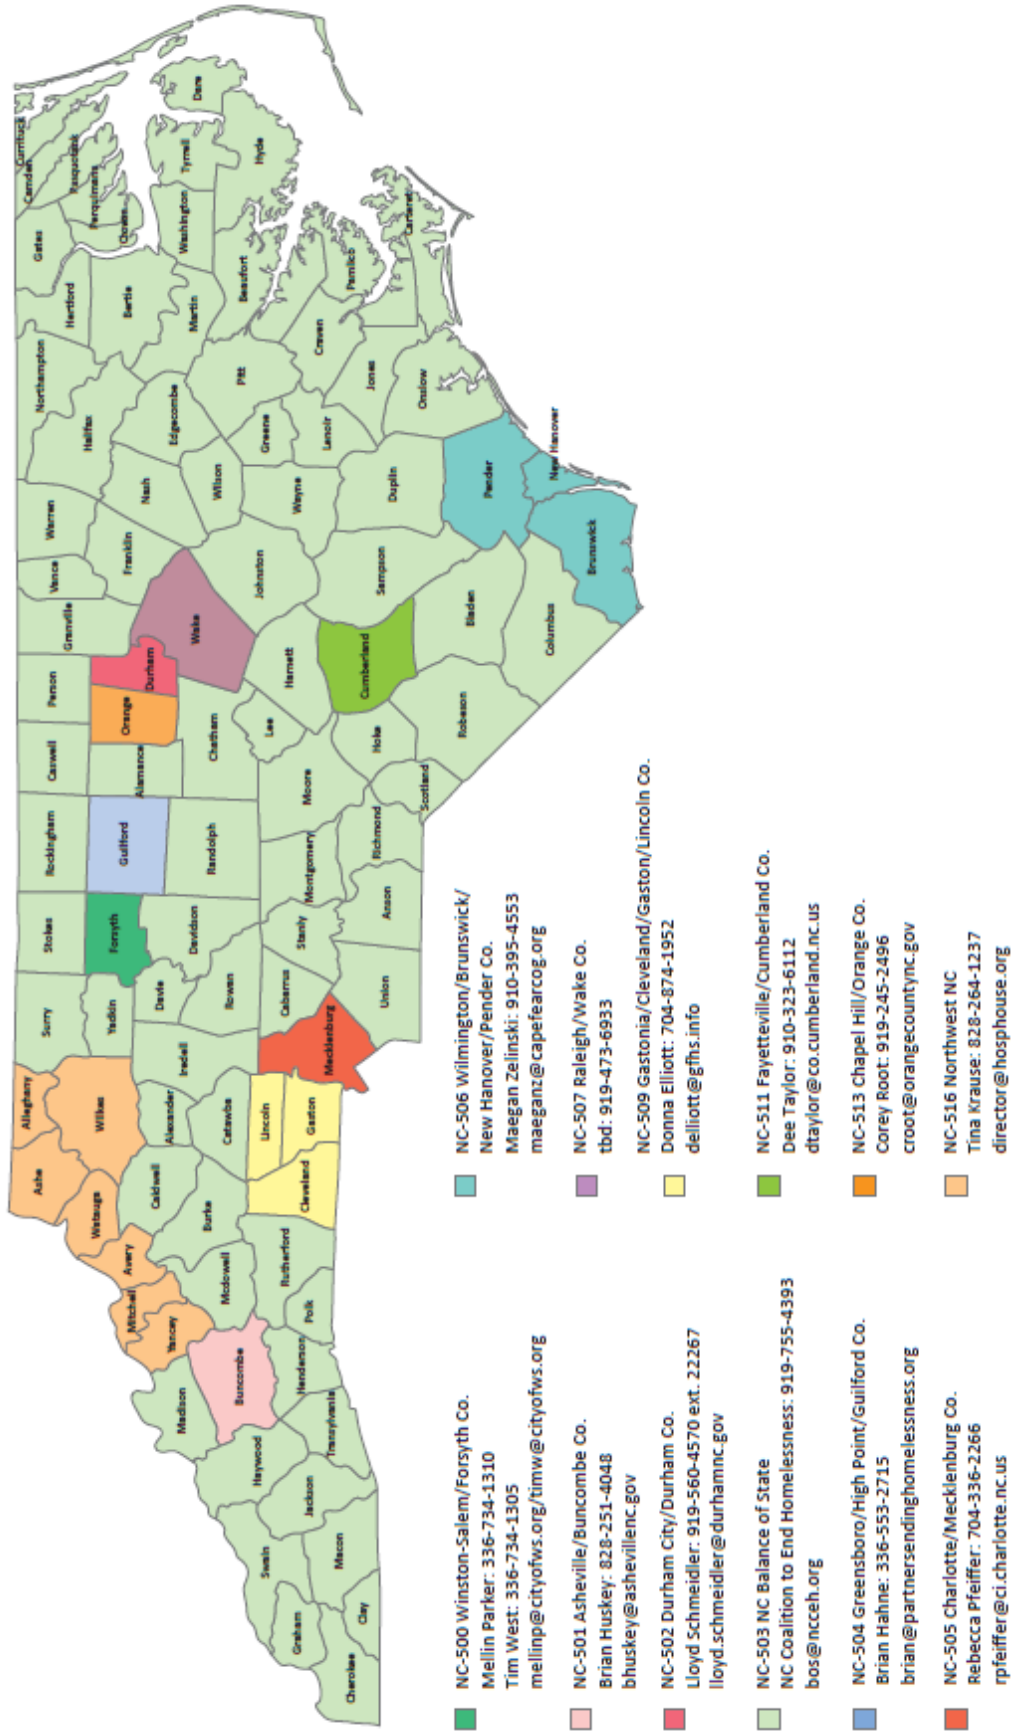 Cherokee
Graham
Clay
Swain
Macon
Jackson
Haywood
Transylvania
Madison
Buncombe
Henderson
Yancey
Mitchell
Avery
Mcdowell
Polk
Rutherford
Watauga
Ashe
Alleghany
Wilkes
Caldwell
Burke
Cleveland
Alexander
Catawba
Lincoln
Gaston
Surry
Yadkin
Iredell
Mecklenburg
Stokes
Forsyth
Davie
Davidson
Rowan
Cabarrus
Stanly
Union
Rockingham
Guilford
Randolph
Montgomery
Anson
Richmond
Caswell
Alamance
Chatham
Moore
Scotland
Hoke
Person
Orange
Durham
Lee
Harnett
Cumberland
Robeson
Granville
Wake
Vance
Warren
Franklin
Johnston
Sampson
Bladen
Columbus
Brunswick
Northampton
Halifax
Nash
Wilson
Wayne
Duplin
Pender
New Hanover
Edgecombe
Greene
Lenoir
Pitt
Jones
Onslow
Craven
Hertford
Gates
Bertie
Martin
Beaufort
Pamlico
Carteret
Camden
Currituck
Pasquotank
Perquimans
Chowan
Washington
Tyrrell
Dare
Hyde
NC-500 Winston-Salem/Forsyth Co.
Mellin Parker: 336-734-1310
Tim West: 336-734-1305
mellinp@cityofws.org/timw@cityofws.org
NC-501 Asheville/Buncombe Co.
Brian Huskey: 828-251-4048
bhuskey@ashevillenc.gov
NC-502 Durham City/Durham Co.
Lloyd Schmeidler: 919-560-4570 ext. 22267
lloyd.schmeidler@durhamnc.gov
NC-503 NC Balance of State
NC Coalition to End Homelessness: 919-755-4393
bos@ncceh.org
NC-504 Greensboro/High Point/Guilford Co.
Brian Hahne: 336-553-2715
brian@partnersendinghomelessness.org
NC-505 Charlotte/Mecklenburg Co.
Rebecca Pfeiffer: 704-336-2266
rpfeiffer@ci.charlotte.nc.us
NC-506 Wilmington/Brunswick/
New Hanover/Pender Co.
Maegan Zelinski: 910-395-4553
maeganz@capefearcog.org
NC-507 Raleigh/Wake Co.
tbd: 919-473-6933
NC-509 Gastonia/Cleveland/Gaston/Lincoln Co.
Donna Elliott: 704-874-1952
delliott@gfhs.info
NC-511 Fayetteville/Cumberland Co.
Dee Taylor: 910-323-6112
dtaylor@co.cumberland.nc.us
NC-513 Chapel Hill/Orange Co.
Corey Root: 919-245-2496
croot@orangecountync.gov
NC-516 Northwest NC
Tina Krause: 828-264-1237
director@hosphouse.org